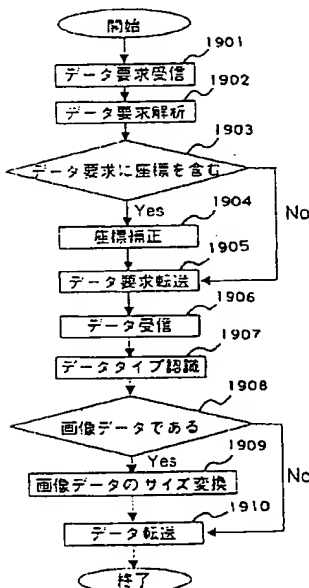 開始
1901
データ要求受信
1902
データ要求解析
1903
データ要求に座標を含む
Yes
No
1904
座標補正
1905
データ要求転送
1906
データ受信
1907
データタイプ認識
1908
画像データである
Yes
No
1909
画像データのサイズ変換
1910
データ転送
終了